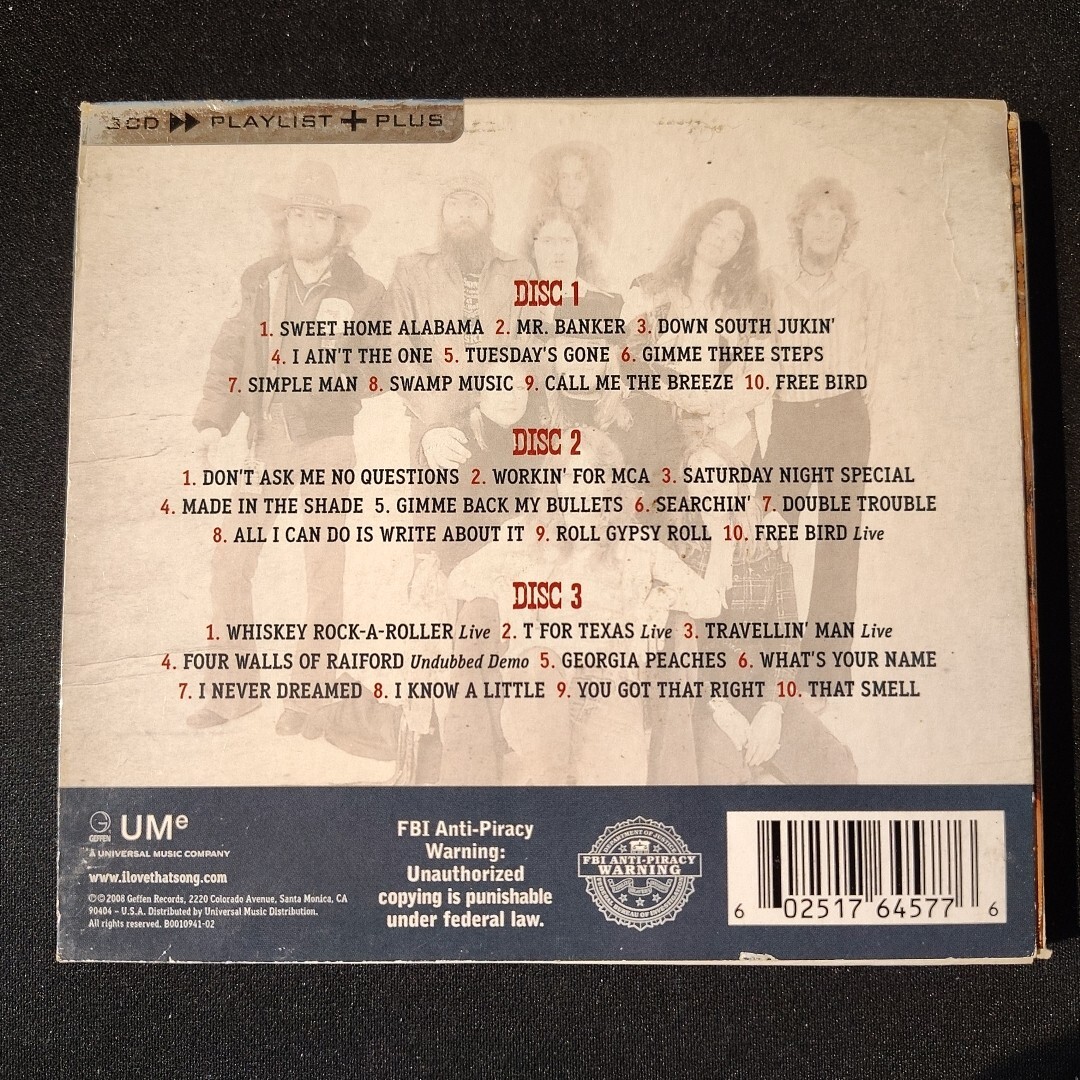 3CD PLAYLIST + PLUS
DISC 1
1. SWEET HOME ALABAMA 2. MR. BANKER 3. DOWN SOUTH JUKIN'
4. I AIN'T THE ONE 5. TUESDAY'S GONE 6. GIMME THREE STEPS
7. SIMPLE MAN 8. SWAMP MUSIC 9. CALL ME THE BREEZE 10. FREE BIRD
DISC 2
1. DON'T ASK ME NO QUESTIONS 2. WORKIN' FOR MCA 3. SATURDAY NIGHT SPECIAL
4. MADE IN THE SHADE 5. GIMME BACK MY BULLETS 6. SEARCHIN' 7. DOUBLE TROUBLE
8. ALL I CAN DO IS WRITE ABOUT IT 9. ROLL GYPSY ROLL 10. FREE BIRD Live
DISC 3
1. WHISKEY ROCK-A-ROLLER Live 2. T FOR TEXAS Live 3. TRAVELLIN' MAN Live
4. FOUR WALLS OF RAIFORD Undubbed Demo 5. GEORGIA PEACHES 6. WHAT'S YOUR NAME
7. I NEVER DREAMED 8. I KNOW A LITTLE 9. YOU GOT THAT RIGHT 10. THAT SMELL
GEFFEN UMe
A UNIVERSAL MUSIC COMPANY
www.ilovethatsong.com
℗©2008 Geffen Records, 2220 Colorado Avenue, Santa Monica, CA
90404 – U.S.A. Distributed by Universal Music Distribution.
All rights reserved. B0010941-02
FBI Anti-Piracy
Warning:
Unauthorized
copying is punishable
under federal law.
DEPARTMENT OF JUSTICE
FBI ANTI-PIRACY
WARNING
FEDERAL BUREAU OF INVESTIGATION
6 02517 64577 6